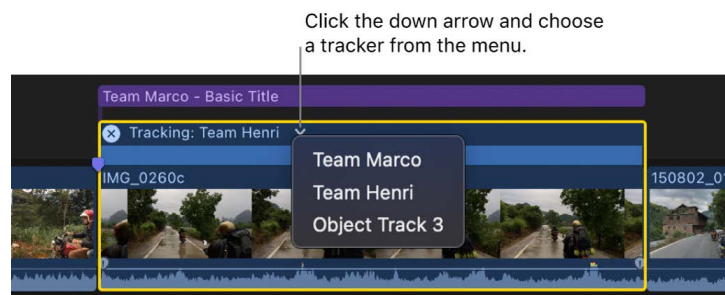 Click the down arrow and choose
a tracker from the menu.
Team Marco - Basic Title
Tracking: Team Henri
Team Marco
Team Henri
Object Track 3
IMG_0260c